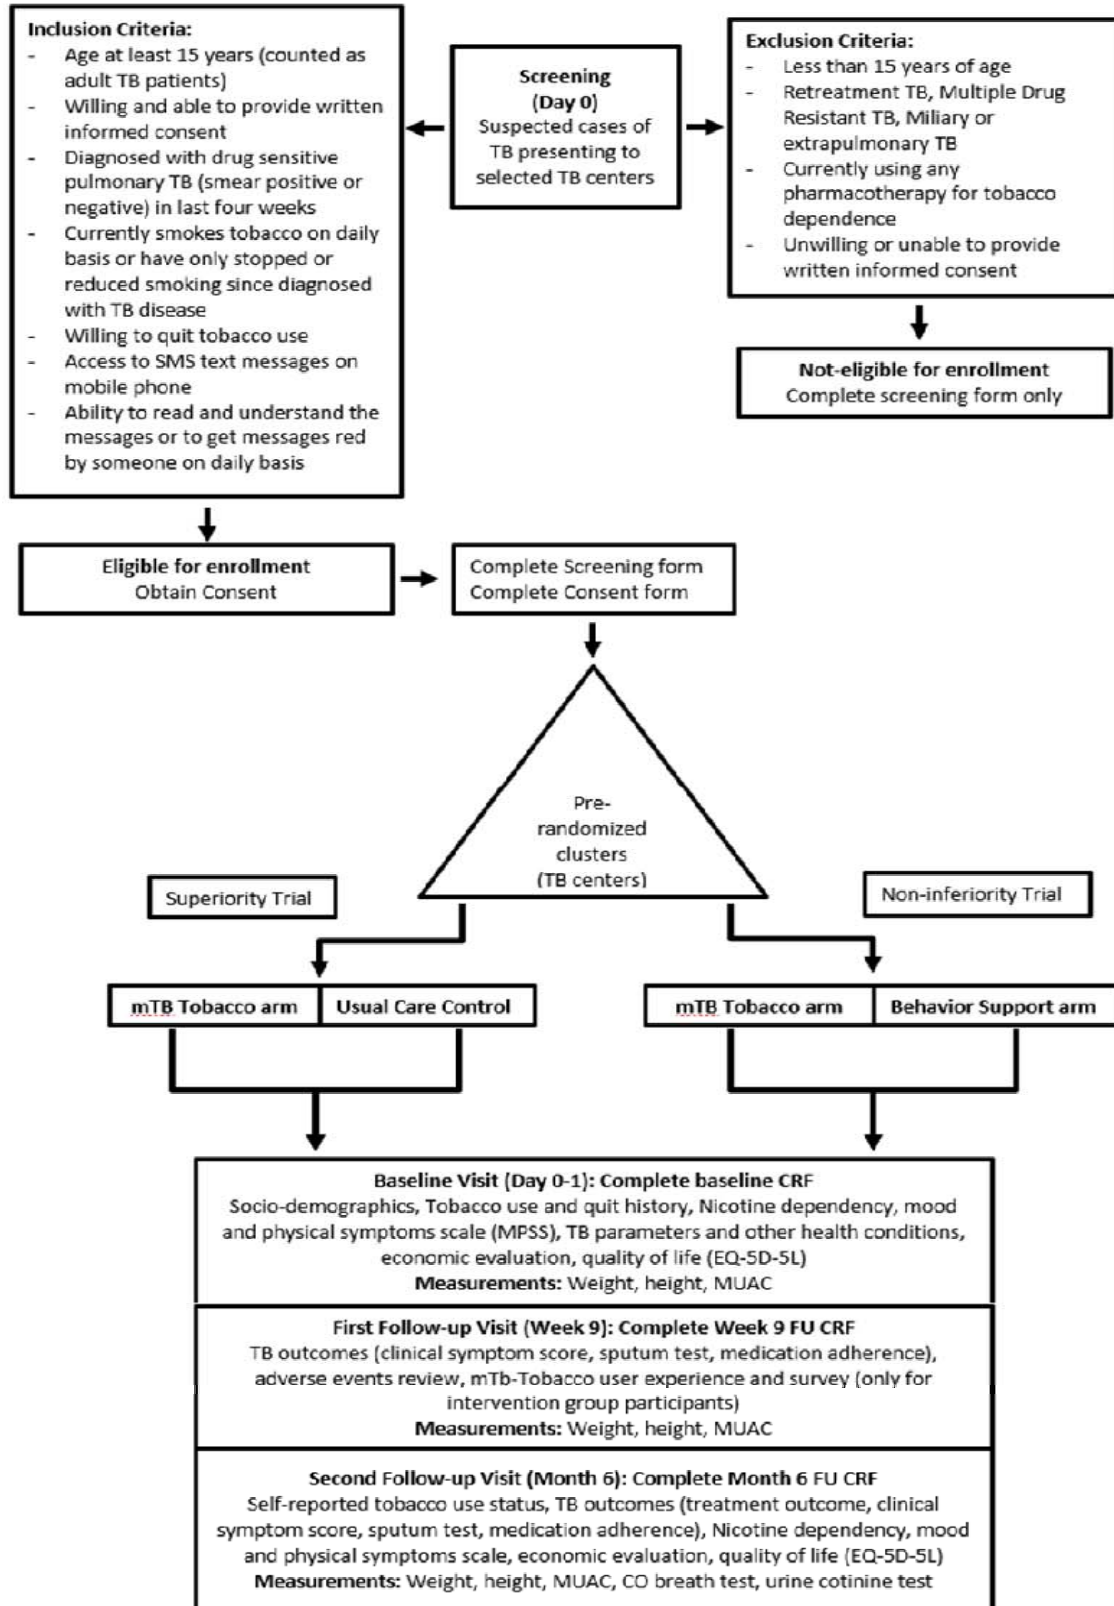 Inclusion Criteria:
- Age at least 15 years (counted as
adult TB patients)
- Willing and able to provide written
informed consent
- Diagnosed with drug sensitive
pulmonary TB (smear positive or
negative) in last four weeks
- Currently smokes tobacco on daily
basis or have only stopped or
reduced smoking since diagnosed
with TB disease
- Willing to quit tobacco use
- Access to SMS text messages on
mobile phone
- Ability to read and understand the
messages or to get messages red
by someone on daily basis
Screening
(Day 0)
Suspected cases of
TB presenting to
selected TB centers
Exclusion Criteria:
- Less than 15 years of age
- Retreatment TB, Multiple Drug
Resistant TB, Miliary or
extrapulmonary TB
- Currently using any
pharmacotherapy for tobacco
dependence
- Unwilling or unable to provide
written informed consent
Not-eligible for enrollment
Complete screening form only
Eligible for enrollment
Obtain Consent
Complete Screening form
Complete Consent form
Pre-
randomized
clusters
(TB centers)
Superiority Trial
Non-inferiority Trial
mTB Tobacco arm
Usual Care Control
mTB Tobacco arm
Behavior Support arm
Baseline Visit (Day 0-1): Complete baseline CRF
Socio-demographics, Tobacco use and quit history, Nicotine dependency, mood
and physical symptoms scale (MPSS), TB parameters and other health conditions,
economic evaluation, quality of life (EQ-5D-5L)
Measurements: Weight, height, MUAC
First Follow-up Visit (Week 9): Complete Week 9 FU CRF
TB outcomes (clinical symptom score, sputum test, medication adherence),
adverse events review, mTb-Tobacco user experience and survey (only for
intervention group participants)
Measurements: Weight, height, MUAC
Second Follow-up Visit (Month 6): Complete Month 6 FU CRF
Self-reported tobacco use status, TB outcomes (treatment outcome, clinical
symptom score, sputum test, medication adherence), Nicotine dependency, mood
and physical symptoms scale, economic evaluation, quality of life (EQ-5D-5L)
Measurements: Weight, height, MUAC, CO breath test, urine cotinine test